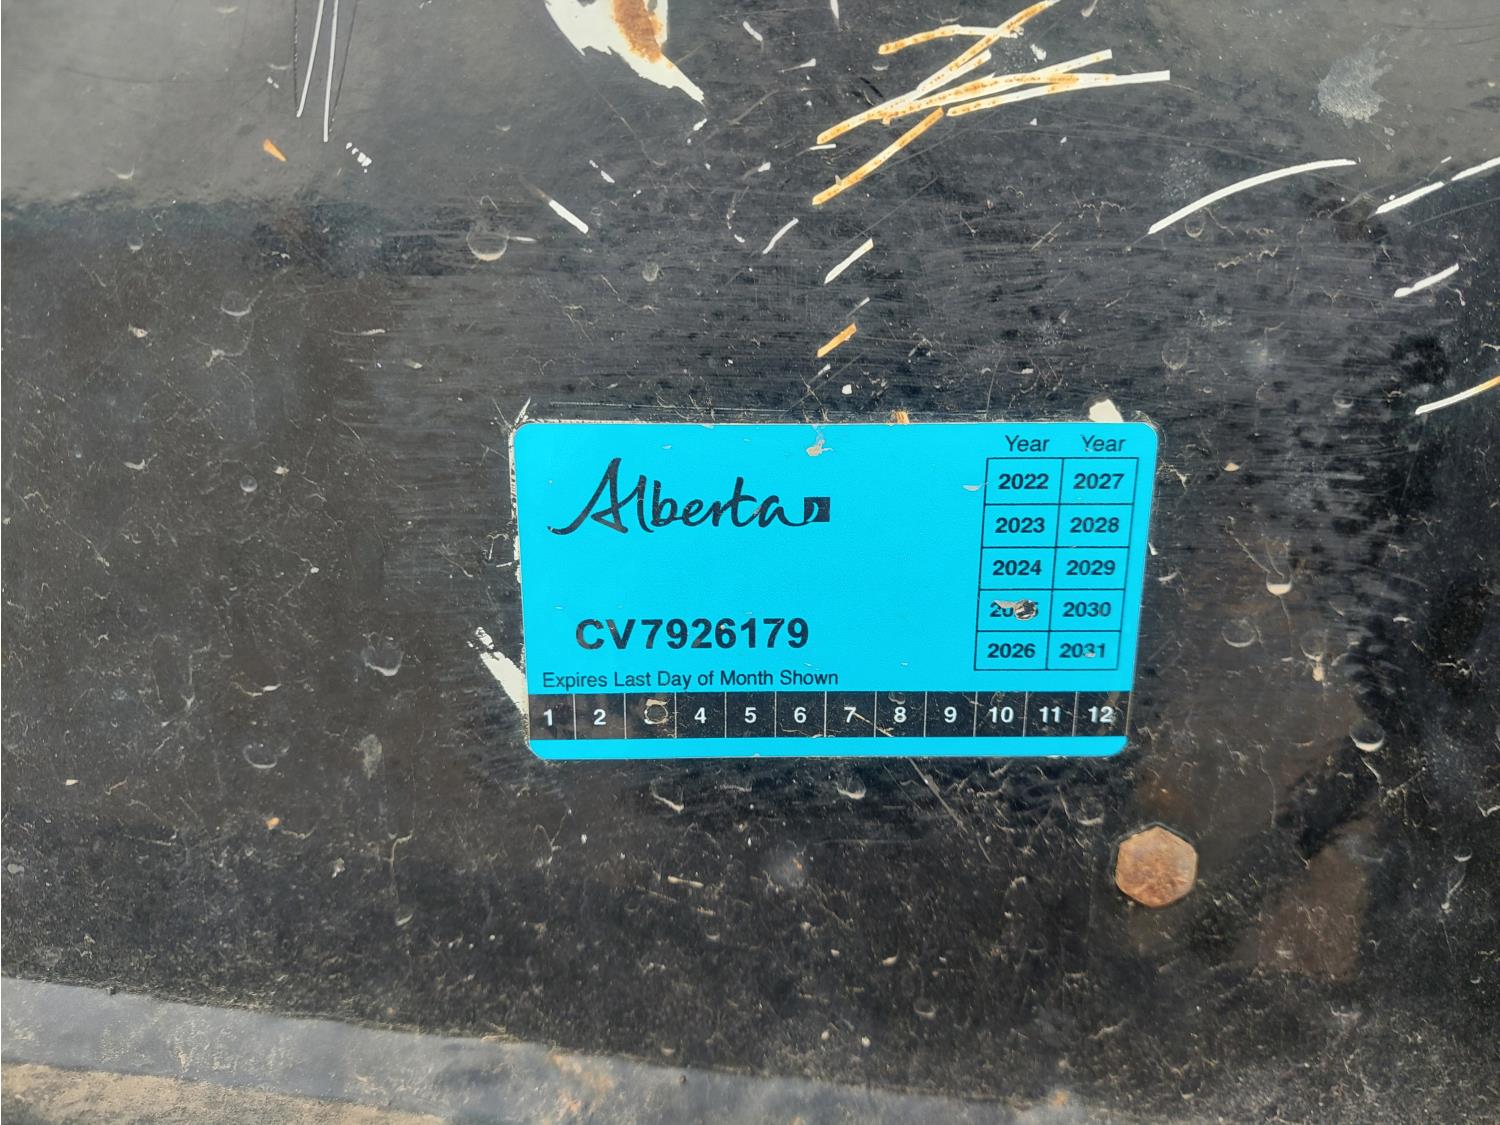 Alberta
Year Year
2022 2027
2023 2028
2024 2029
2030
2026 2031
CV7926179
Expires Last Day of Month Shown
1 2 4 5 6 7 8 9 10 11 12